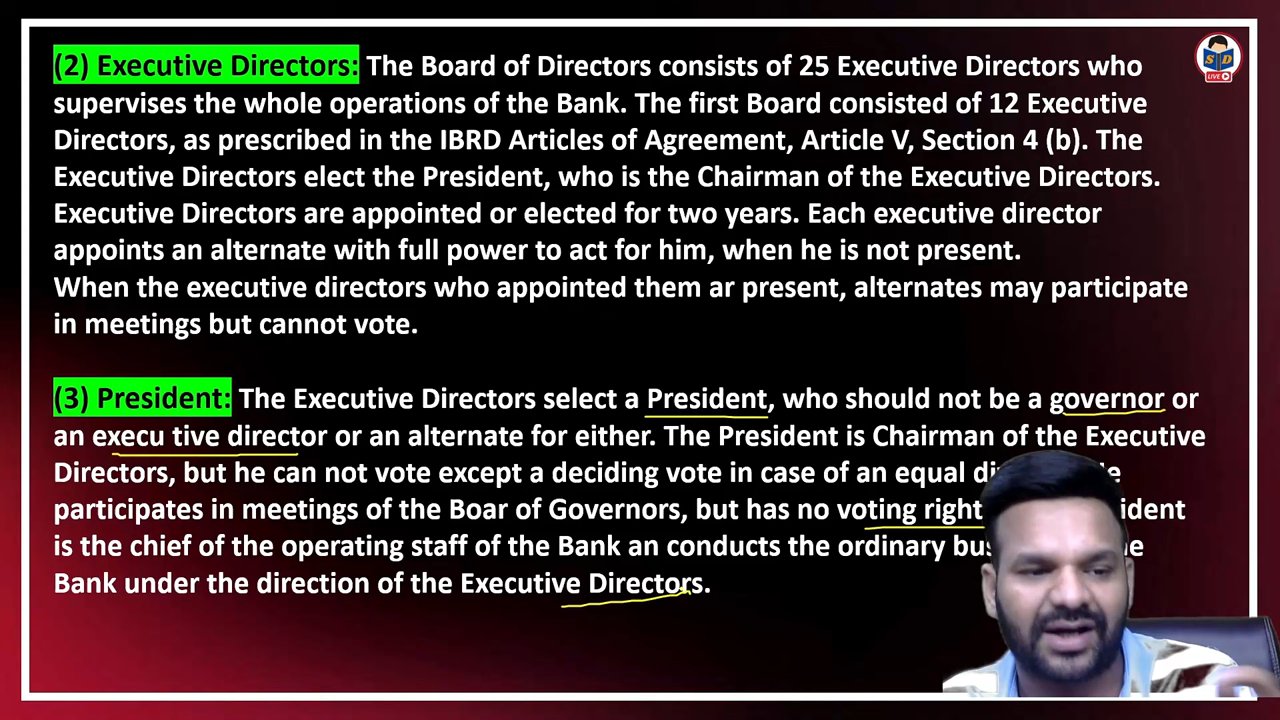 (2) Executive Directors: The Board of Directors consists of 25 Executive Directors who
supervises the whole operations of the Bank. The first Board consisted of 12 Executive
Directors, as prescribed in the IBRD Articles of Agreement, Article V, Section 4 (b). The
Executive Directors elect the President, who is the Chairman of the Executive Directors.
Executive Directors are appointed or elected for two years. Each executive director
appoints an alternate with full power to act for him, when he is not present.
When the executive directors who appointed them ar present, alternates may participate
in meetings but cannot vote.
(3) President: The Executive Directors select a President, who should not be a governor or
an execu tive director or an alternate for either. The President is Chairman of the Executive
Directors, but he can not vote except a deciding vote in case of an equal
participates in meetings of the Boar of Governors, but has no voting right
is the chief of the operating staff of the Bank an conducts the ordinary
Bank under the direction of the Executive Directors.
S D
LIVE